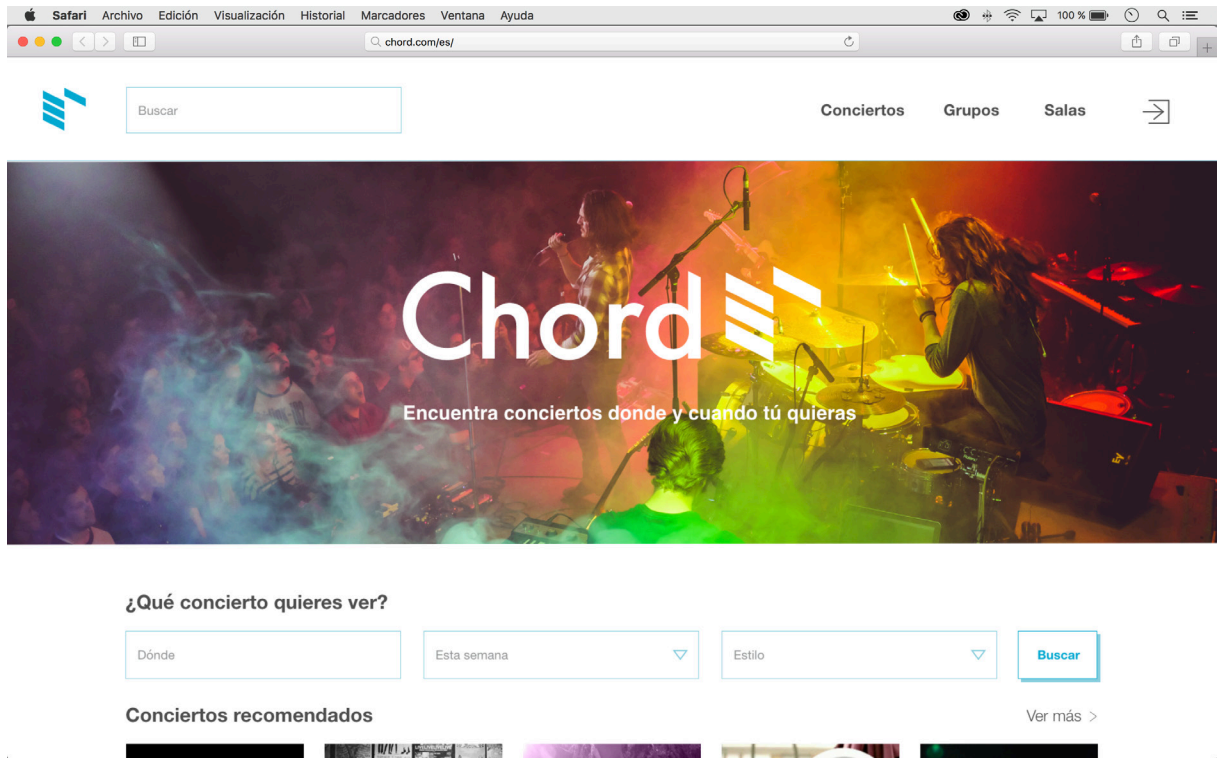 Safari Archivo Edición Visualización Historial Marcadores Ventana Ayuda 100 %
chord.com/es/
Buscar
Conciertos Grupos Salas
Chord
Encuentra conciertos donde y cuando tú quieras
¿Qué concierto quieres ver?
Dónde
Esta semana
Estilo
Buscar
Conciertos recomendados
Ver más >